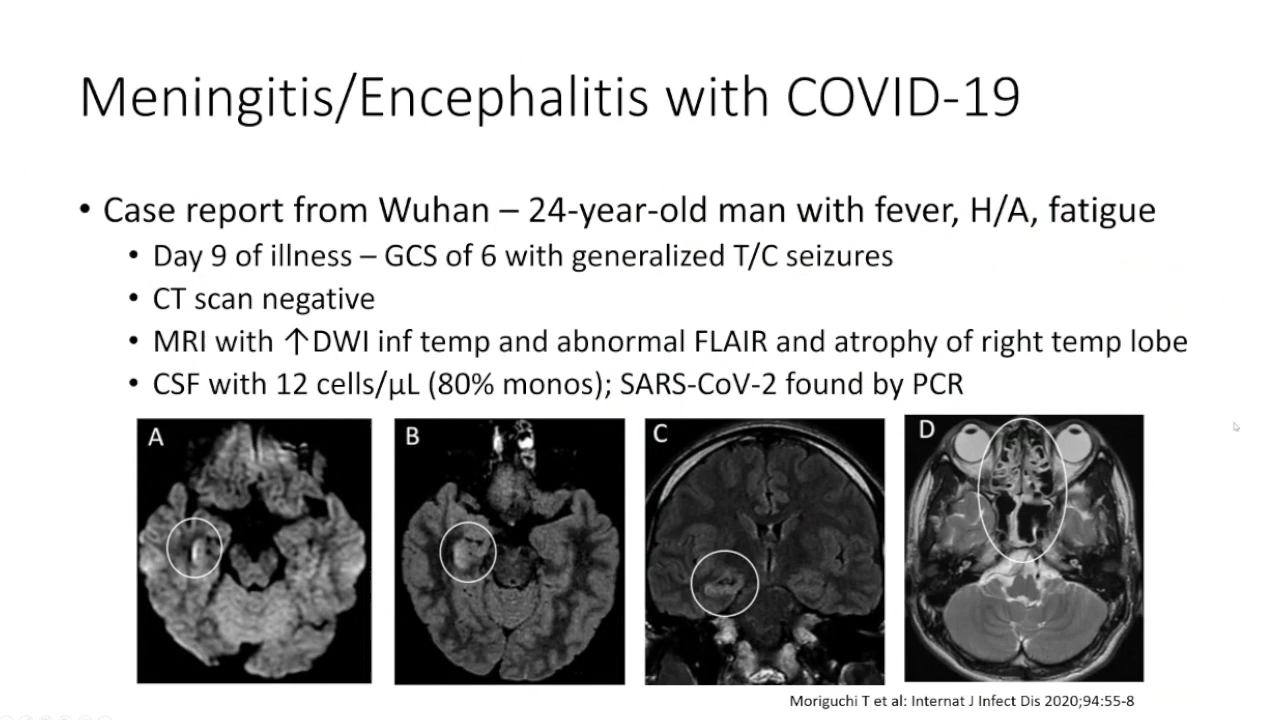 Meningitis/Encephalitis with COVID-19
• Case report from Wuhan – 24-year-old man with fever, H/A, fatigue
• Day 9 of illness – GCS of 6 with generalized T/C seizures
• CT scan negative
• MRI with ↑DWI inf temp and abnormal FLAIR and atrophy of right temp lobe
• CSF with 12 cells/µL (80% monos); SARS-CoV-2 found by PCR
A B C D
Moriguchi T et al: Internat J Infect Dis 2020;94:55-8